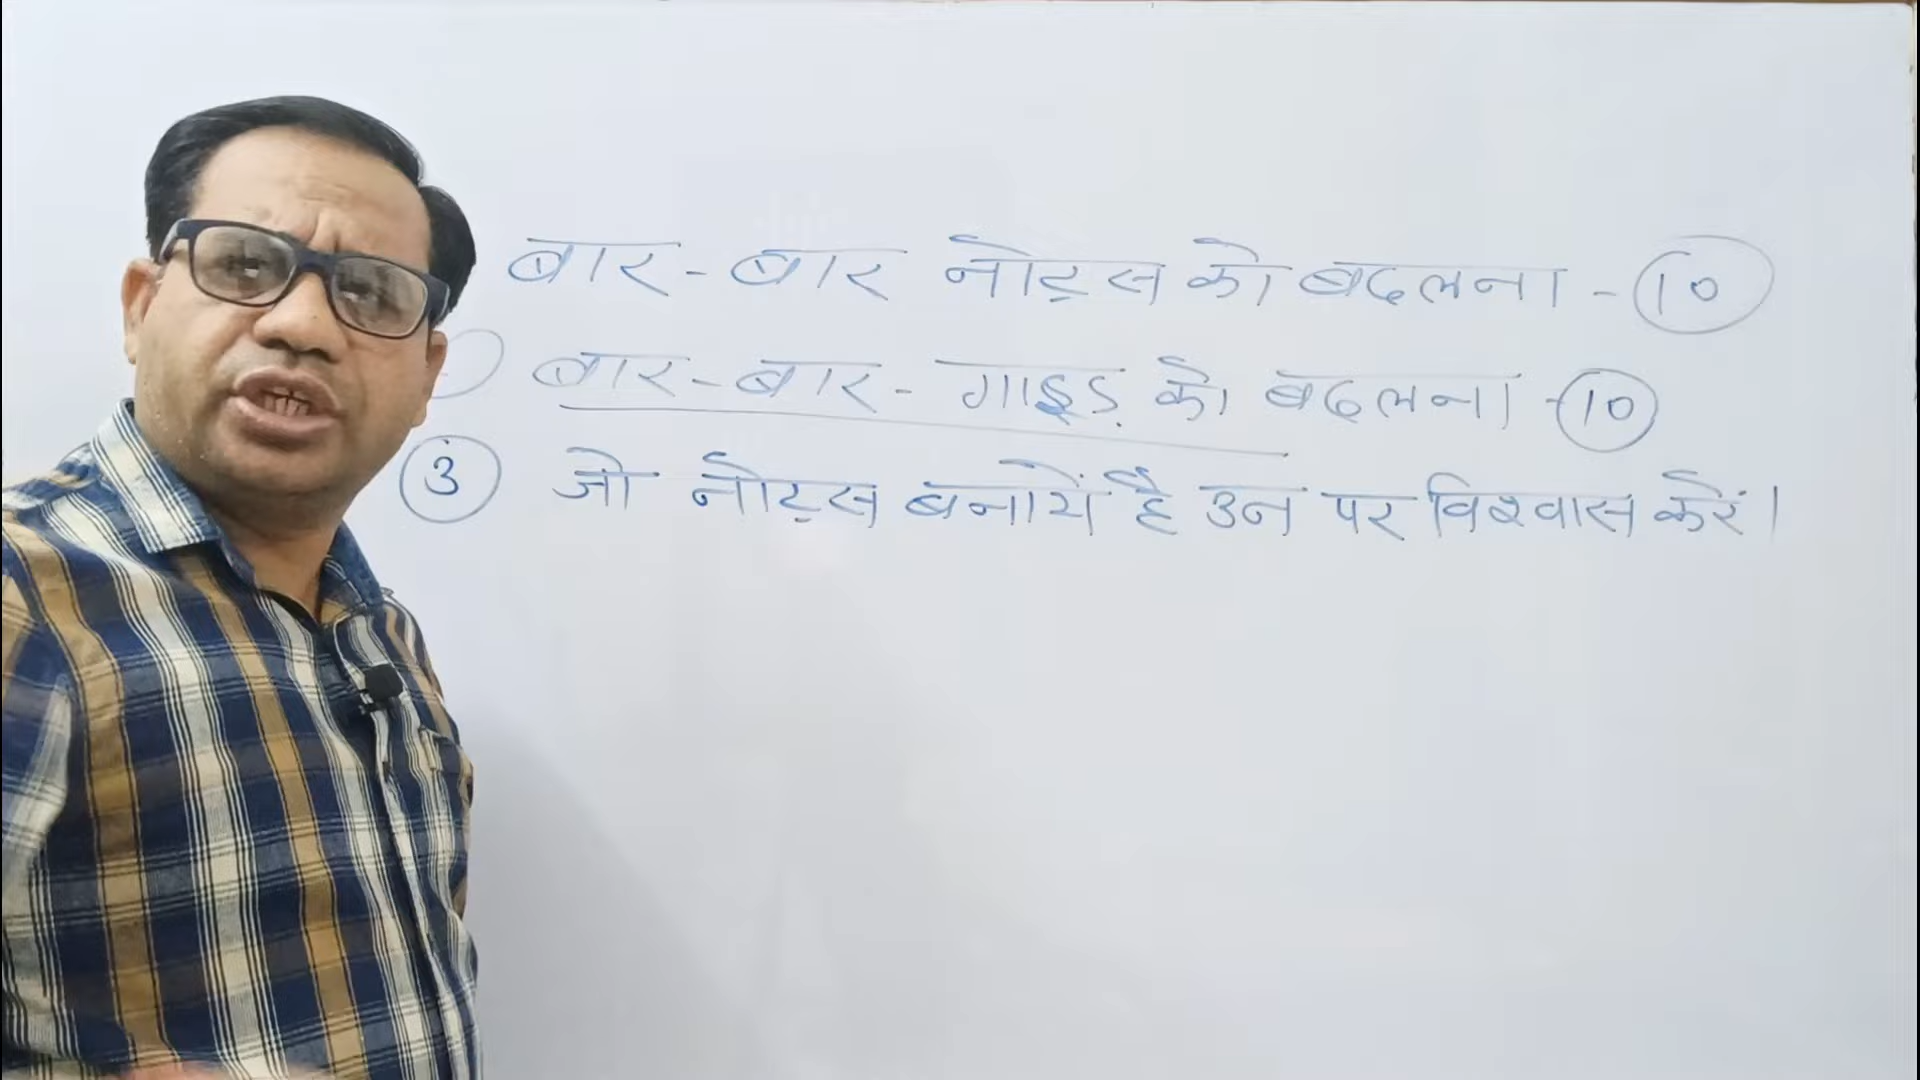 बार-बार नोट्स को बदलना - 10
बार-बार- गाइड को बदलना -10
3 जो नोट्स बनायें है उन पर विश्वास करें।